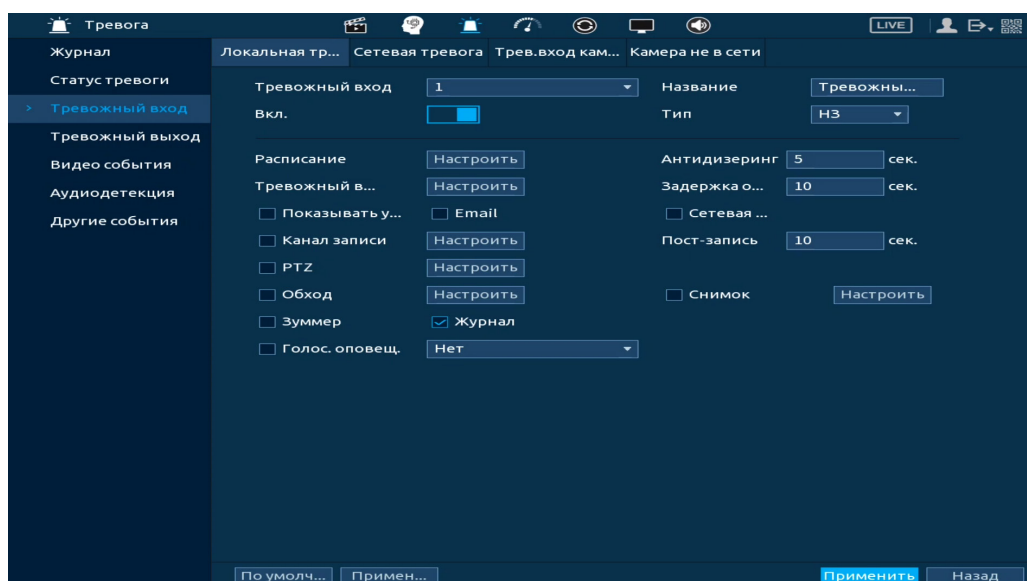 Тревога
LIVE
Журнал
Статус тревоги
Тревожный вход
Тревожный выход
Видео события
Аудиодетекция
Другие события
Локальная тр... Сетевая тревога Трев.вход кам... Камера не в сети
Тревожный вход 1 Название Тревожны...
Вкл. Тип НЗ
Расписание Настроить Антидизеринг 5 сек.
Тревожный в... Настроить Задержка о... 10 сек.
Показывать у... Email Сетевая ...
Канал записи Настроить Пост-запись 10 сек.
PTZ Настроить
Обход Настроить Снимок Настроить
Зуммер Журнал
Голос. оповещ. Нет
По умолч... Примен... Применить Назад